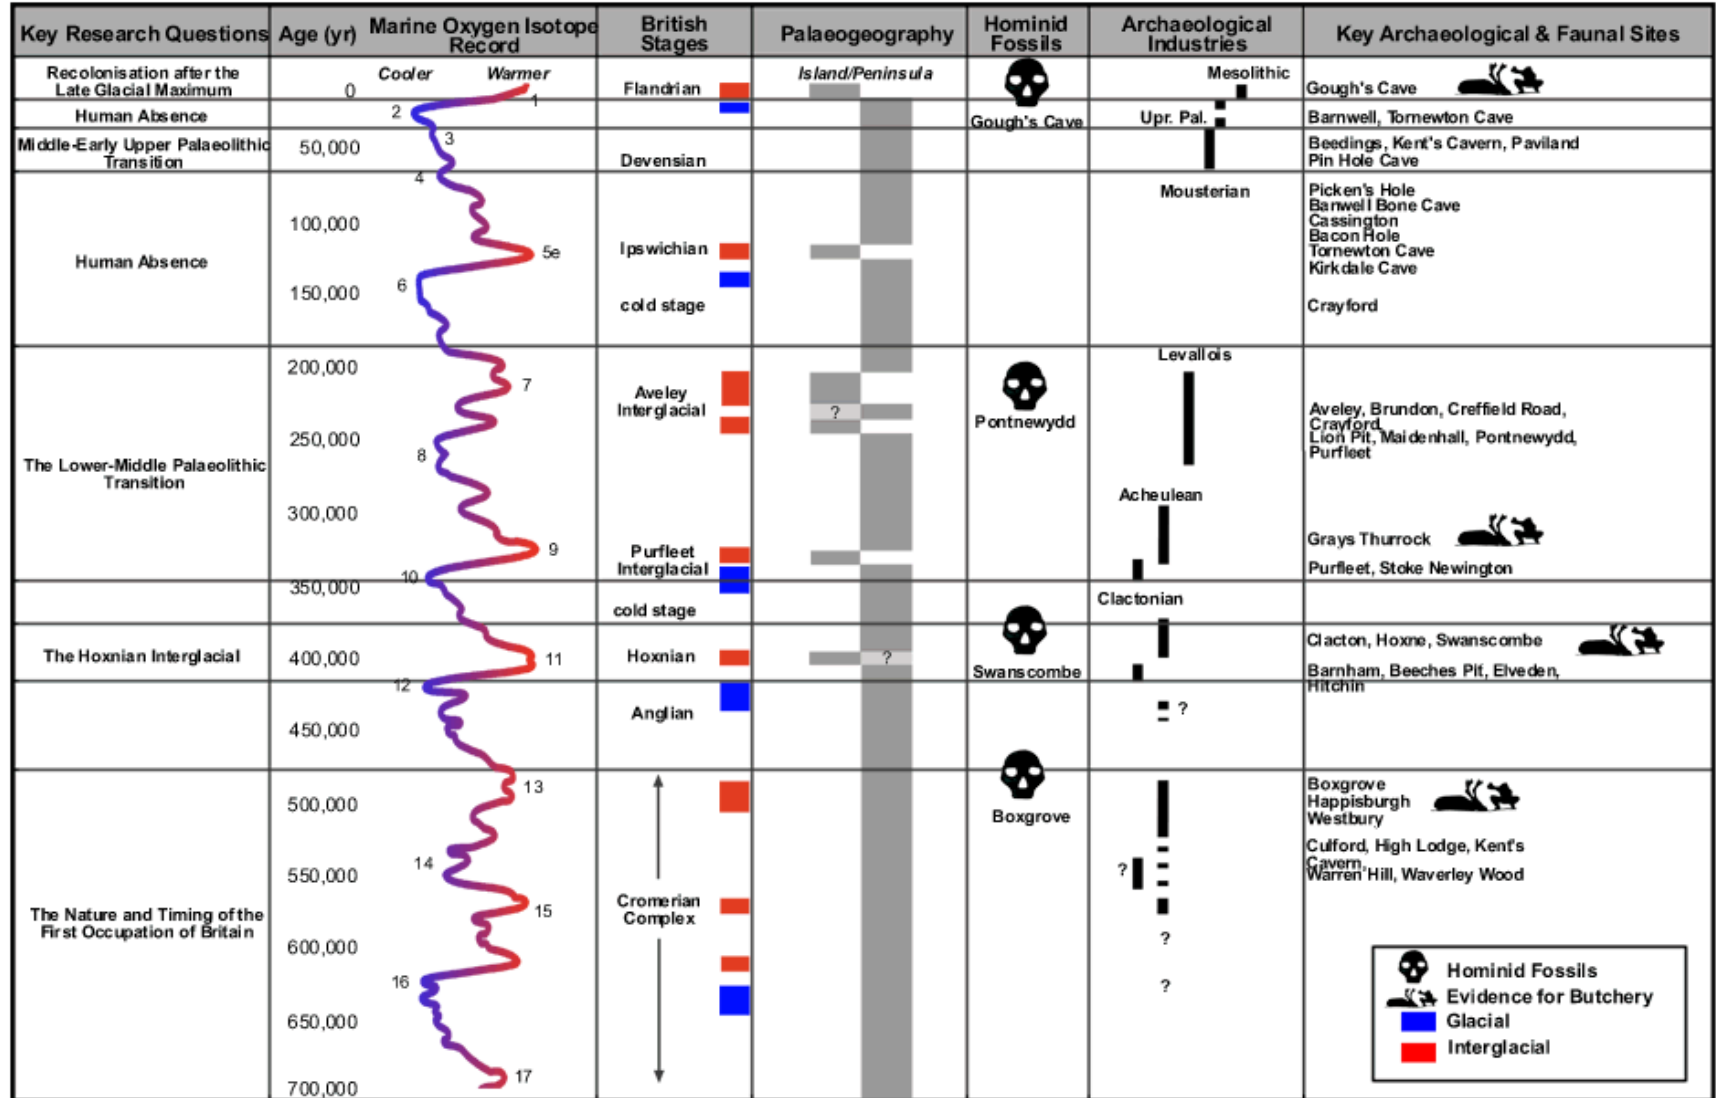 Key Research Questions
Age (yr)
Marine Oxygen Isotope
Record
British
Stages
Palaeogeography
Hominid
Fossils
Archaeological
Industries
Key Archaeological & Faunal Sites
Recolonisation after the
Late Glacial Maximum
Human Absence
Middle-Early Upper Palaeolithic
Transition
Human Absence
The Lower-Middle Palaeolithic
Transition
The Hoxnian Interglacial
The Nature and Timing of the
First Occupation of Britain
0
50,000
100,000
150,000
200,000
250,000
300,000
350,000
400,000
450,000
500,000
550,000
600,000
650,000
700,000
Cooler
Warmer
1
2
3
4
5e
6
7
8
9
10
11
12
13
14
15
16
17
Flandrian
Devensian
Ipswichian
cold stage
Aveley
Interglacial
Purfleet
Interglacial
cold stage
Hoxnian
Anglian
Cromerian
Complex
Island/Peninsula
?
?
Gough's Cave
Pontnewydd
Swanscombe
Boxgrove
Mesolithic
Upr. Pal.
Mousterian
Levallois
Acheulean
Clactonian
?
?
?
?
Gough's Cave
Barnwell, Tornewton Cave
Beedings, Kent's Cavern, Paviland
Pin Hole Cave
Picken's Hole
Banwell Bone Cave
Cassington
Bacon Hole
Tornewton Cave
Kirkdale Cave
Crayford
Aveley, Brundon, Creffield Road,
Crayford,
Lion Pit, Maidenhall, Pontnewydd,
Purfleet
Grays Thurrock
Purfleet, Stoke Newington
Clacton, Hoxne, Swanscombe
Barnham, Beeches Pit, Elveden,
Hitchin
Boxgrove
Happisburgh
Westbury
Culford, High Lodge, Kent's
Cavern,
Warren Hill, Waverley Wood
Hominid Fossils
Evidence for Butchery
Glacial
Interglacial